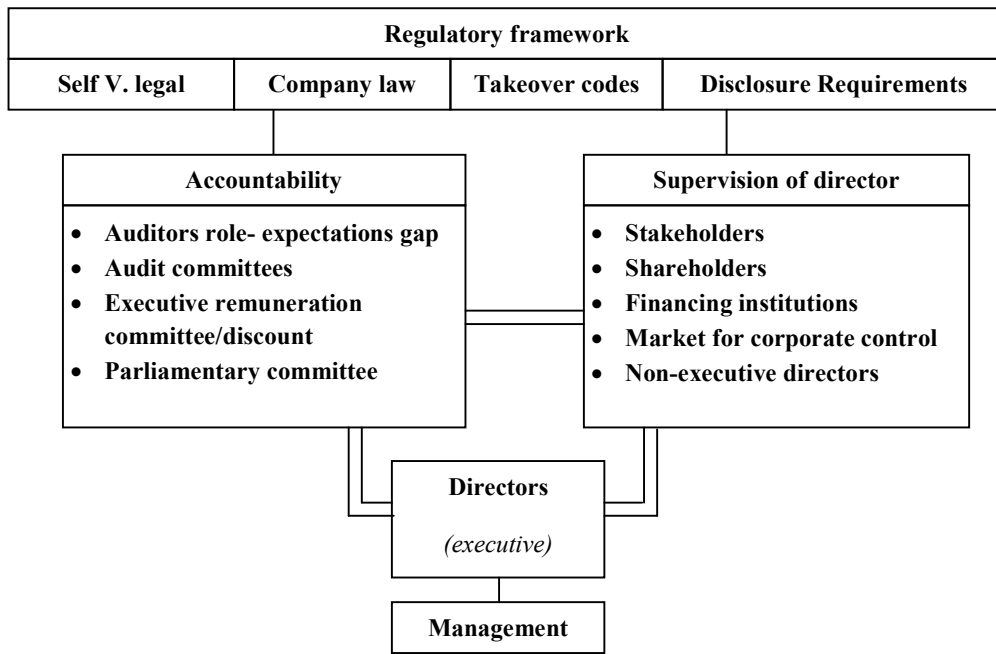 Regulatory framework
Self V. legal
Company law
Takeover codes
Disclosure Requirements
Accountability
• Auditors role- expectations gap
• Audit committees
• Executive remuneration
committee/discount
• Parliamentary committee
Supervision of director
• Stakeholders
• Shareholders
• Financing institutions
• Market for corporate control
• Non-executive directors
Directors
(executive)
Management